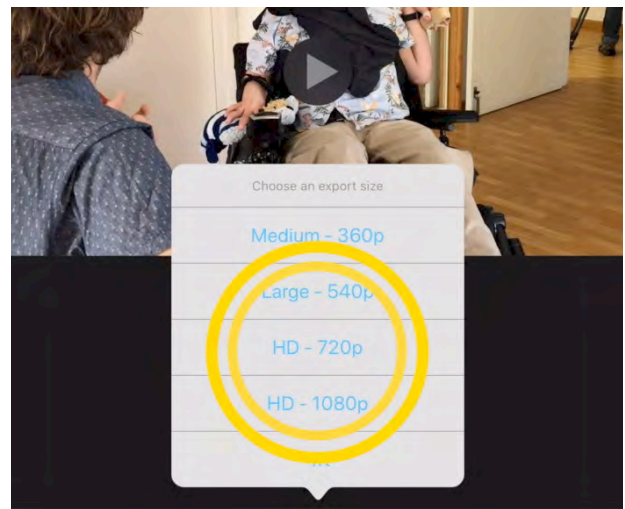 Choose an export size
Medium - 360p
Large - 540p
HD - 720p
HD - 1080p